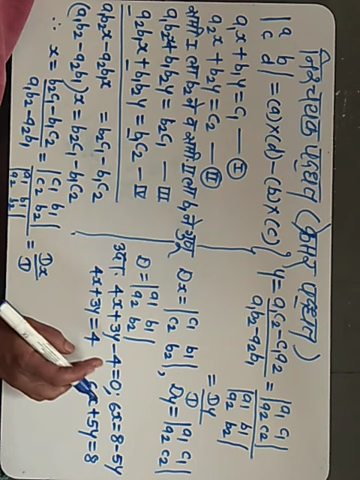 निश्चयक पद्धत (क्रामर पद्धत)
|a b|
|c d| = (a)×(d) − (b)×(c)
a₁x + b₁y = c₁ — Ⓘ
a₂x + b₂y = c₂ — Ⓘ Ⓘ
समी I ला b₂ ने व समी II ला b₁ ने गुणू
a₁b₂x + b₁b₂y = b₂c₁ — III
a₂b₁x + b₁b₂y = b₁c₂ — IV
− − −
a₁b₂x − a₂b₁x = b₂c₁ − b₁c₂
(a₁b₂ − a₂b₁)x = b₂c₁ − b₁c₂
∴ x = b₂c₁ − b₁c₂ / a₁b₂ − a₂b₁ = |c₁ b₁| |c₂ b₂| / |a₁ b₁| |a₂ b₂| = Dx / D
y = a₁c₂ − c₁a₂ / a₁b₂ − a₂b₁ = |a₁ c₁| |a₂ c₂| / |a₁ b₁| |a₂ b₂|
= Dy / D
Dx = |c₁ b₁| |c₂ b₂|, Dy = |a₁ c₁| |a₂ c₂|
D = |a₁ b₁| |a₂ b₂|
उदा. 4x + 3y − 4 = 0; 6x = 8 − 5y
4x + 3y = 4 x + 5y = 8